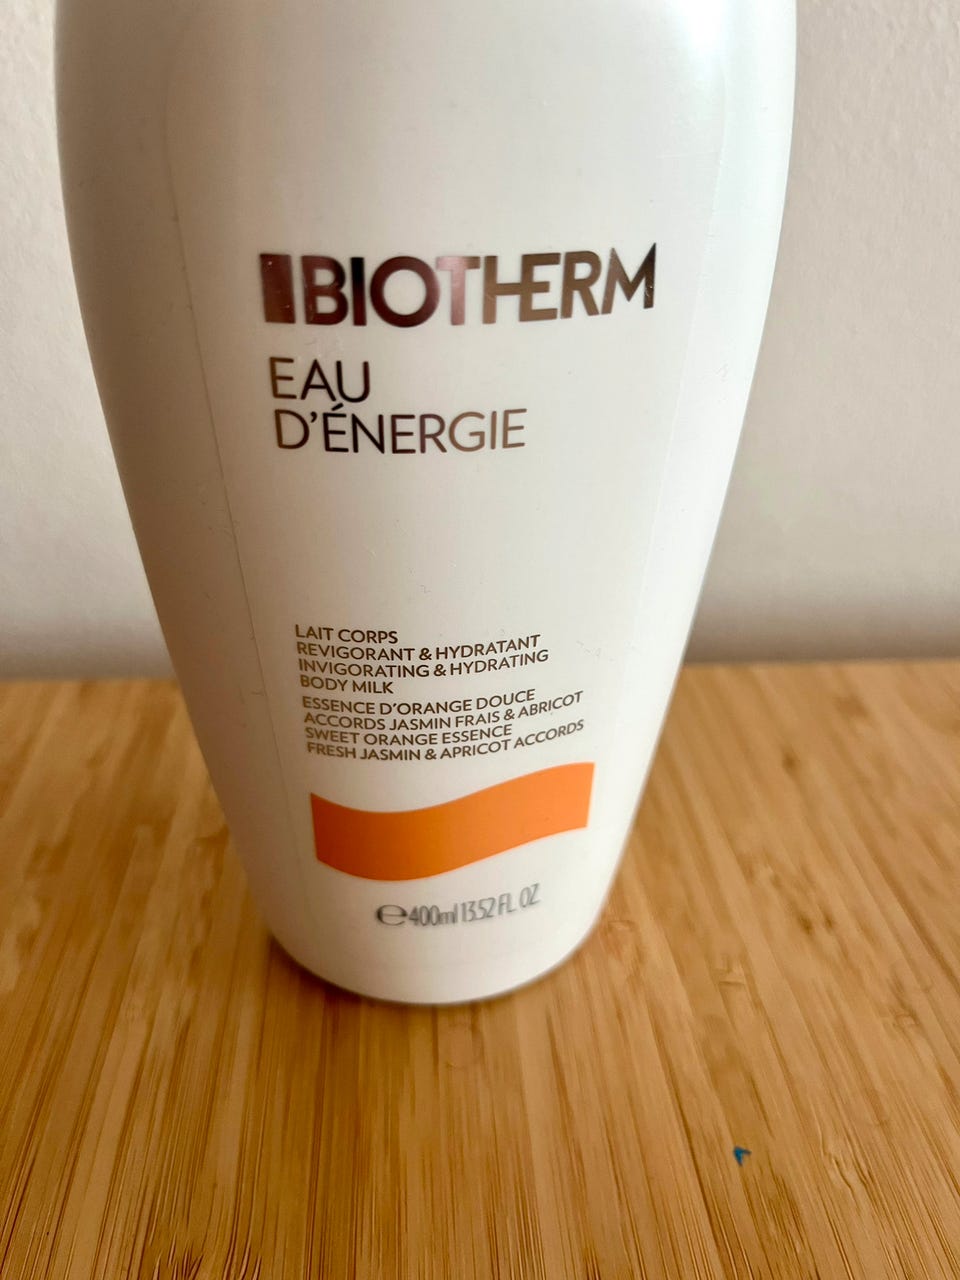 BIOTHERM
EAU
D'ÉNERGIE
LAIT CORPS
REVIGORANT & HYDRATANT
INVIGORATING & HYDRATING
BODY MILK
ESSENCE D'ORANGE DOUCE
ACCORDS JASMIN FRAIS & ABRICOT
SWEET ORANGE ESSENCE
FRESH JASMIN & APRICOT ACCORDS
℮400ml 13.52 FL. OZ